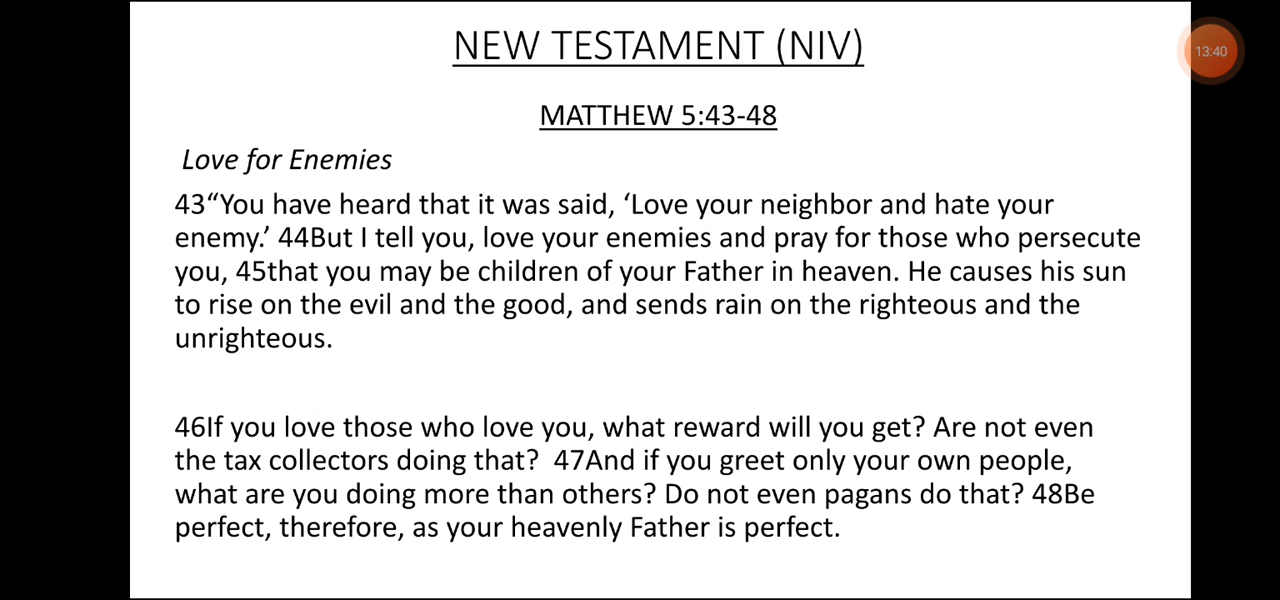 NEW TESTAMENT (NIV)
13:40
MATTHEW 5:43-48
Love for Enemies
43“You have heard that it was said, ‘Love your neighbor and hate your
enemy.’ 44But I tell you, love your enemies and pray for those who persecute
you, 45that you may be children of your Father in heaven. He causes his sun
to rise on the evil and the good, and sends rain on the righteous and the
unrighteous.
46If you love those who love you, what reward will you get? Are not even
the tax collectors doing that?  47And if you greet only your own people,
what are you doing more than others? Do not even pagans do that? 48Be
perfect, therefore, as your heavenly Father is perfect.